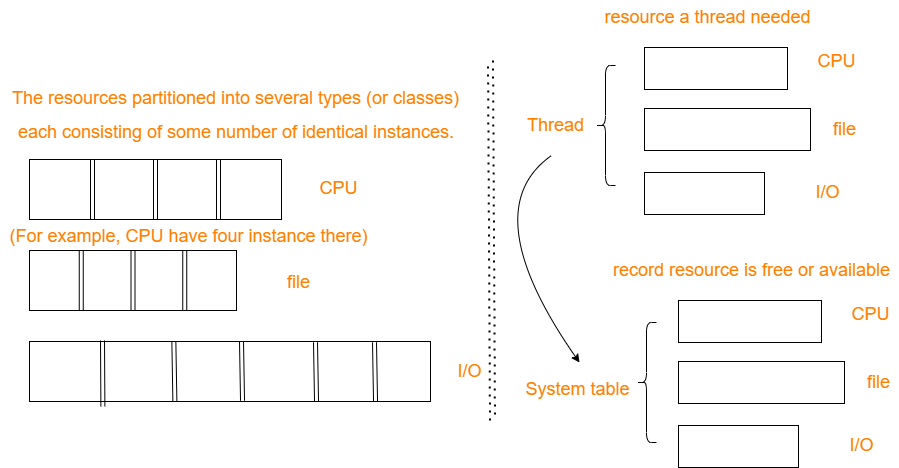 The resources partitioned into several types (or classes)
each consisting of some number of identical instances.
CPU
(For example, CPU have four instance there)
file
I/O
resource a thread needed
CPU
Thread
file
I/O
record resource is free or available
CPU
System table
file
I/O